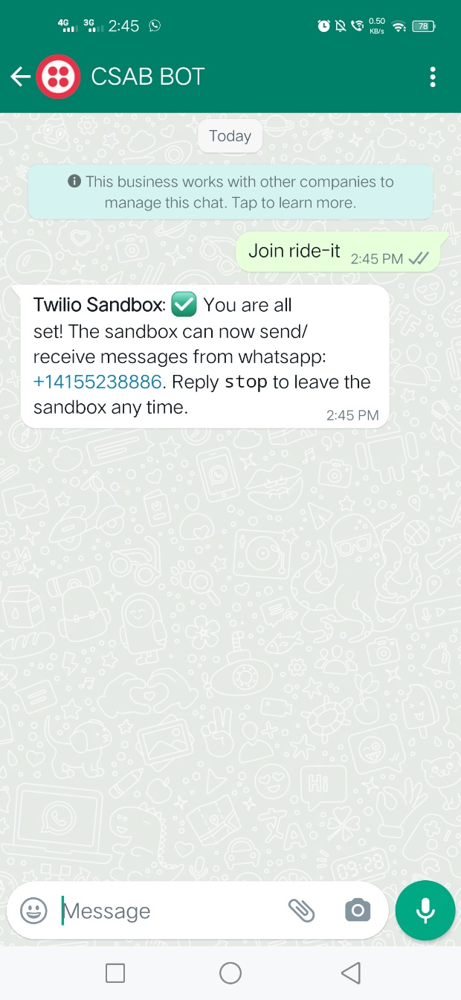 4G 3G 2:45 0.50 KB/s 78
CSAB BOT
Today
This business works with other companies to
manage this chat. Tap to learn more.
Join ride-it 2:45 PM
Twilio Sandbox: ✅ You are all
set! The sandbox can now send/
receive messages from whatsapp:
+14155238886. Reply stop to leave the
sandbox any time. 2:45 PM
Hi
09:28
Message